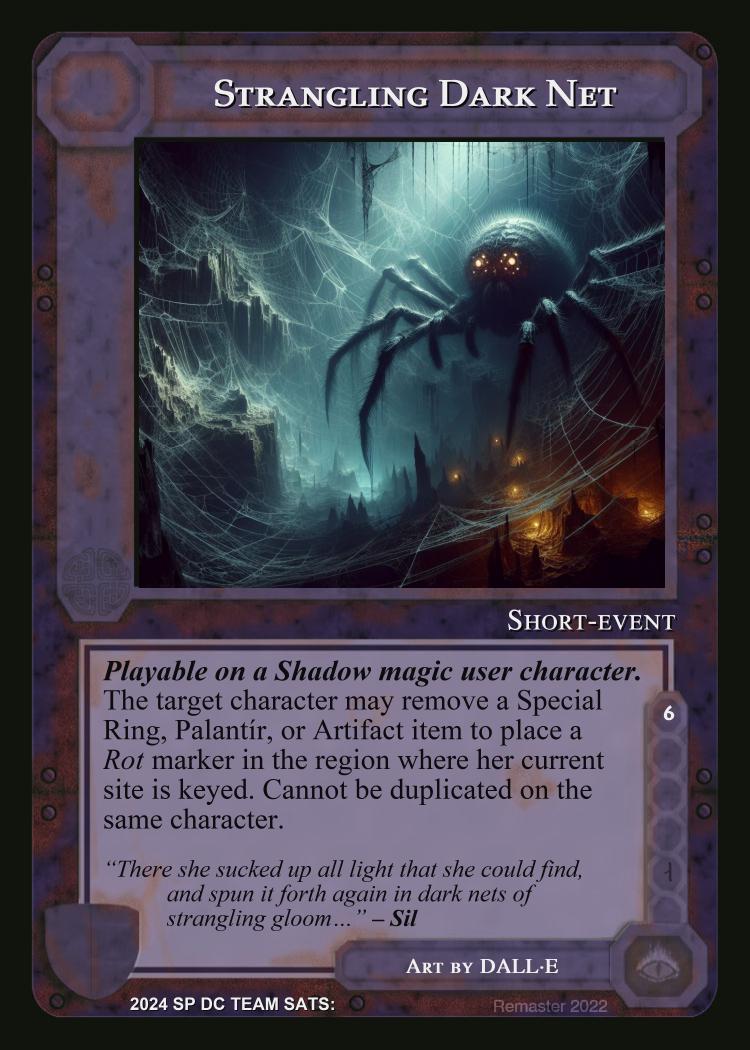 Strangling Dark Net
Short-event
Playable on a Shadow magic user character.
The target character may remove a Special
Ring, Palantír, or Artifact item to place a
Rot marker in the region where her current
site is keyed. Cannot be duplicated on the
same character.
6
“There she sucked up all light that she could find,
and spun it forth again in dark nets of
strangling gloom…” – Sil
Art by DALL·E
2024 SP DC TEAM SATS:
Remaster 2022